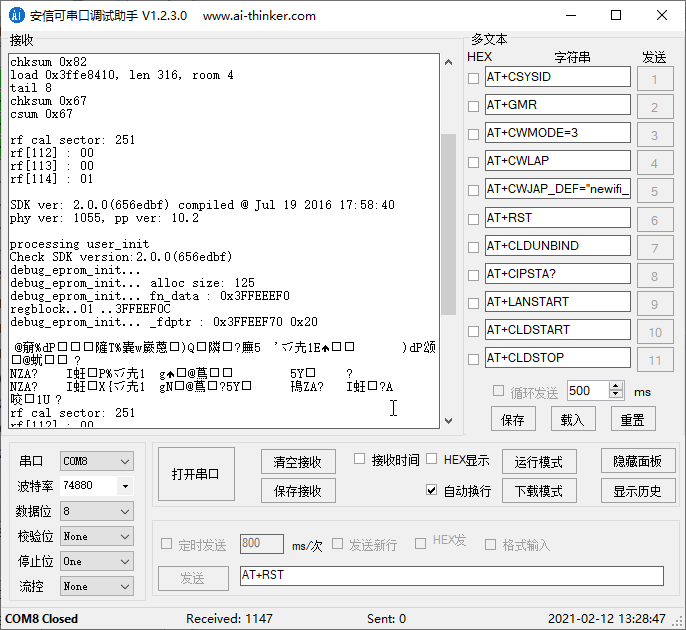 安信可串口调试助手 V1.2.3.0 www.ai-thinker.com
接收
chksum 0x82
load 0x3ffe8410, len 316, room 4
tail 8
chksum 0x67
csum 0x67
rf cal sector: 251
rf[112] : 00
rf[113] : 00
rf[114] : 01
SDK ver: 2.0.0(656edbf) compiled @ Jul 19 2016 17:58:40
phy ver: 1055, pp ver: 10.2
processing user_init
Check SDK version:2.0.0(656edbf)
debug_eprom_init...
debug_eprom_init... alloc size: 125
debug_eprom_init... fn_data : 0x3FFEEEF0
regblock..01 ..3FFEEF0C
debug_eprom_init... _fdptr : 0x3FFEEF70 0x20
rf cal sector: 251
rf[112] : 00
多文本
HEX 字符串 发送
AT+CSYSID 1
AT+GMR 2
AT+CWMODE=3 3
AT+CWLAP 4
AT+CWJAP_DEF="newifi_ 5
AT+RST 6
AT+CLDUNBIND 7
AT+CIPSTA? 8
AT+LANSTART 9
AT+CLDSTART 10
AT+CLDSTOP 11
循环发送 500 ms
保存 载入 重置
串口 COM8
波特率 74880
数据位 8
校验位 None
停止位 One
流控 None
打开串口
清空接收 接收时间 HEX显示 运行模式 隐藏面板
保存接收 自动换行 下载模式 显示历史
定时发送 800 ms/次 发送新行 HEX发 格式输入
发送 AT+RST
COM8 Closed Received: 1147 Sent: 0 2021-02-12 13:28:47